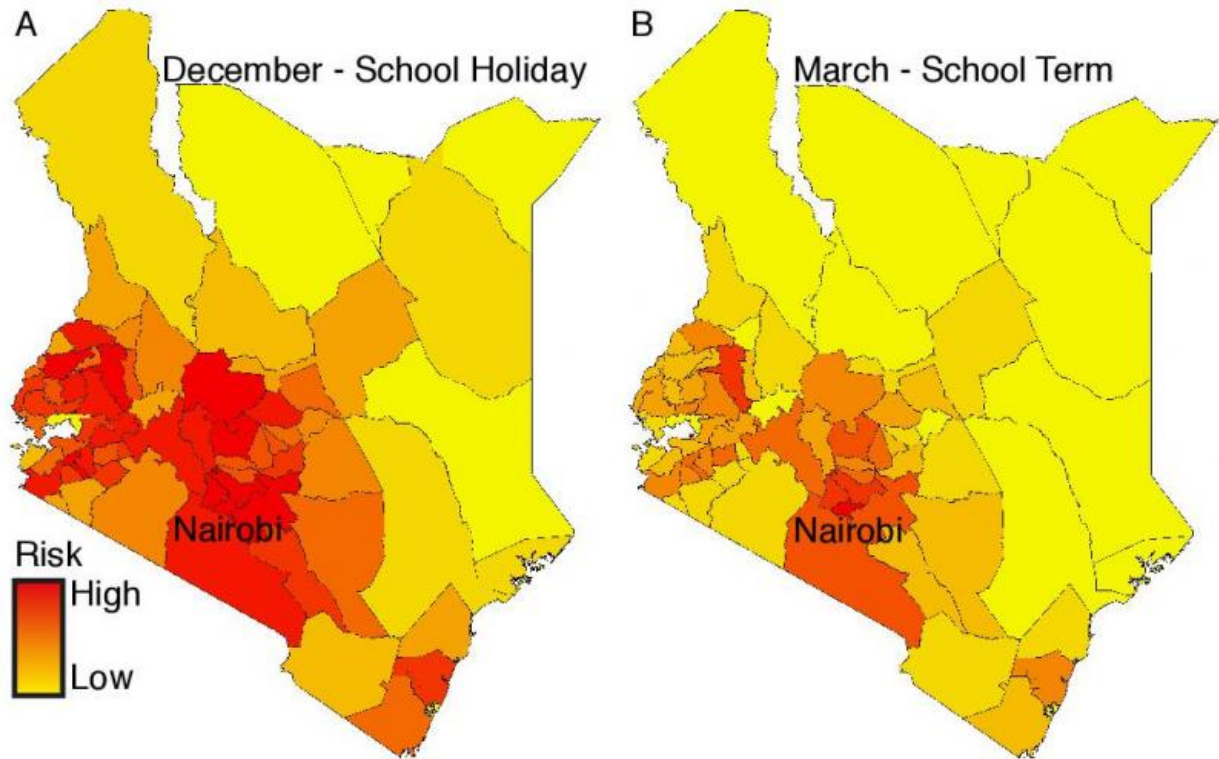 A
December - School Holiday
Nairobi
Risk
High
Low
B
March - School Term
Nairobi